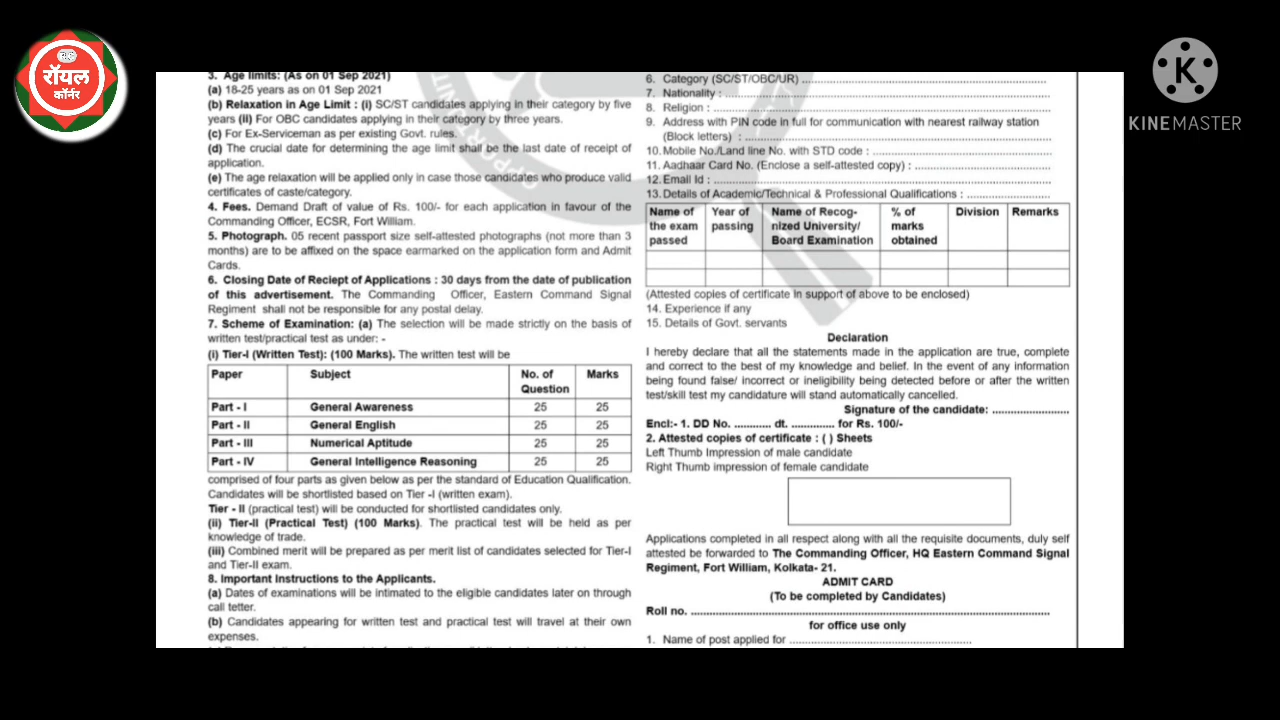 रॉयल
कॉर्नर
K
KINEMASTER
3. Age limits: (As on 01 Sep 2021)
(a) 18-25 years as on 01 Sep 2021
(b) Relaxation in Age Limit : (i) SC/ST candidates applying in their category by five
years (ii) For OBC candidates applying in their category by three years.
(c) For Ex-Serviceman as per existing Govt. rules.
(d) The crucial date for determining the age limit shall be the last date of receipt of
application.
(e) The age relaxation will be applied only in case those candidates who produce valid
certificates of caste/category.
4. Fees. Demand Draft of value of Rs. 100/- for each application in favour of the
Commanding Officer, ECSR, Fort William.
5. Photograph. 05 recent passport size self-attested photographs (not more than 3
months) are to be affixed on the space earmarked on the application form and Admit
Cards.
6. Closing Date of Reciept of Applications : 30 days from the date of publication
of this advertisement. The Commanding Officer, Eastern Command Signal
Regiment shall not be responsible for any postal delay.
7. Scheme of Examination: (a) The selection will be made strictly on the basis of
written test/practical test as under: -
(i) Tier-I (Written Test): (100 Marks). The written test will be
Paper Subject No. of Question Marks
Part - I General Awareness 25 25
Part - II General English 25 25
Part - III Numerical Aptitude 25 25
Part - IV General Intelligence Reasoning 25 25
comprised of four parts as given below as per the standard of Education Qualification.
Candidates will be shortlisted based on Tier -I (written exam).
Tier - II (practical test) will be conducted for shortlisted candidates only.
(ii) Tier-II (Practical Test) (100 Marks). The practical test will be held as per
knowledge of trade.
(iii) Combined merit will be prepared as per merit list of candidates selected for Tier-I
and Tier-II exam.
8. Important Instructions to the Applicants.
(a) Dates of examinations will be intimated to the eligible candidates later on through
call tetter.
(b) Candidates appearing for written test and practical test will travel at their own
expenses.
6. Category (SC/ST/OBC/UR) ..........
7. Nationality : ..........
8. Religion : ..........
9. Address with PIN code in full for communication with nearest railway station
(Block letters) : ..........
10. Mobile No./Land line No. with STD code : ..........
11. Aadhaar Card No. (Enclose a self-attested copy) : ..........
12. Email Id : ..........
13. Details of Academic/Technical & Professional Qualifications : ..........
Name of the exam passed Year of passing Name of Recog- nized University/ Board Examination % of marks obtained Division Remarks
(Attested copies of certificate in support of above to be enclosed)
14. Experience if any
15. Details of Govt. servants
Declaration
I hereby declare that all the statements made in the application are true, complete
and correct to the best of my knowledge and belief. In the event of any information
being found false/ incorrect or ineligibility being detected before or after the written
test/skill test my candidature will stand automatically cancelled.
Signature of the candidate: ..........
Encl:- 1. DD No. .......... dt. .......... for Rs. 100/-
2. Attested copies of certificate : ( ) Sheets
Left Thumb Impression of male candidate
Right Thumb impression of female candidate
Applications completed in all respect along with all the requisite documents, duly self
attested be forwarded to The Commanding Officer, HQ Eastern Command Signal
Regiment, Fort William, Kolkata- 21.
ADMIT CARD
(To be completed by Candidates)
Roll no. ..........
for office use only
1. Name of post applied for ..........